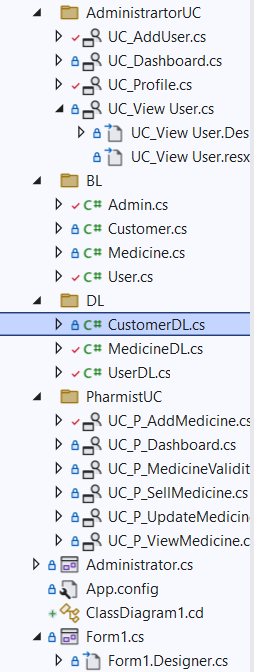 AdministrartorUC
UC_AddUser.cs
UC_Dashboard.cs
UC_Profile.cs
UC_View User.cs
UC_View User.Des
UC_View User.resx
BL
C# Admin.cs
C# Customer.cs
C# Medicine.cs
C# User.cs
DL
C# CustomerDL.cs
C# MedicineDL.cs
C# UserDL.cs
PharmistUC
UC_P_AddMedicine.cs
UC_P_Dashboard.cs
UC_P_MedicineValidit
UC_P_SellMedicine.cs
UC_P_UpdateMedicine
UC_P_ViewMedicine.c
Administrator.cs
App.config
ClassDiagram1.cd
Form1.cs
Form1.Designer.cs